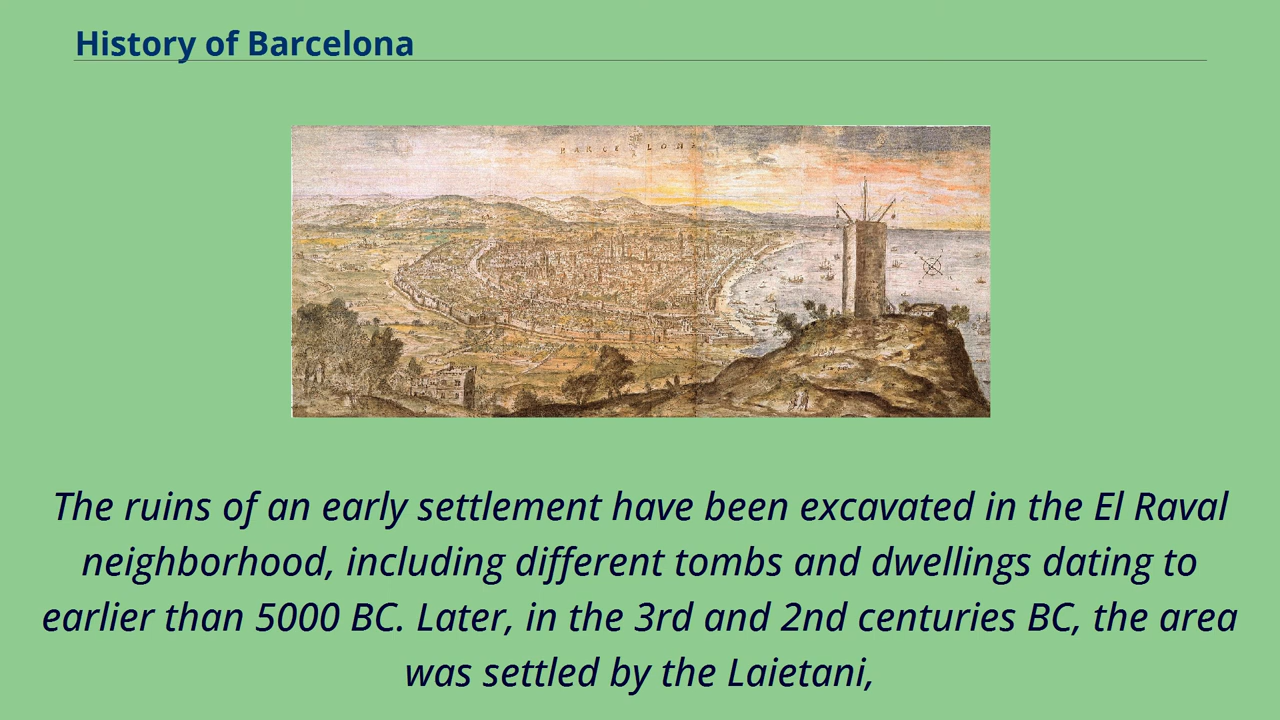 History of Barcelona
BARCELONA
The ruins of an early settlement have been excavated in the El Raval
neighborhood, including different tombs and dwellings dating to
earlier than 5000 BC. Later, in the 3rd and 2nd centuries BC, the area
was settled by the Laietani,